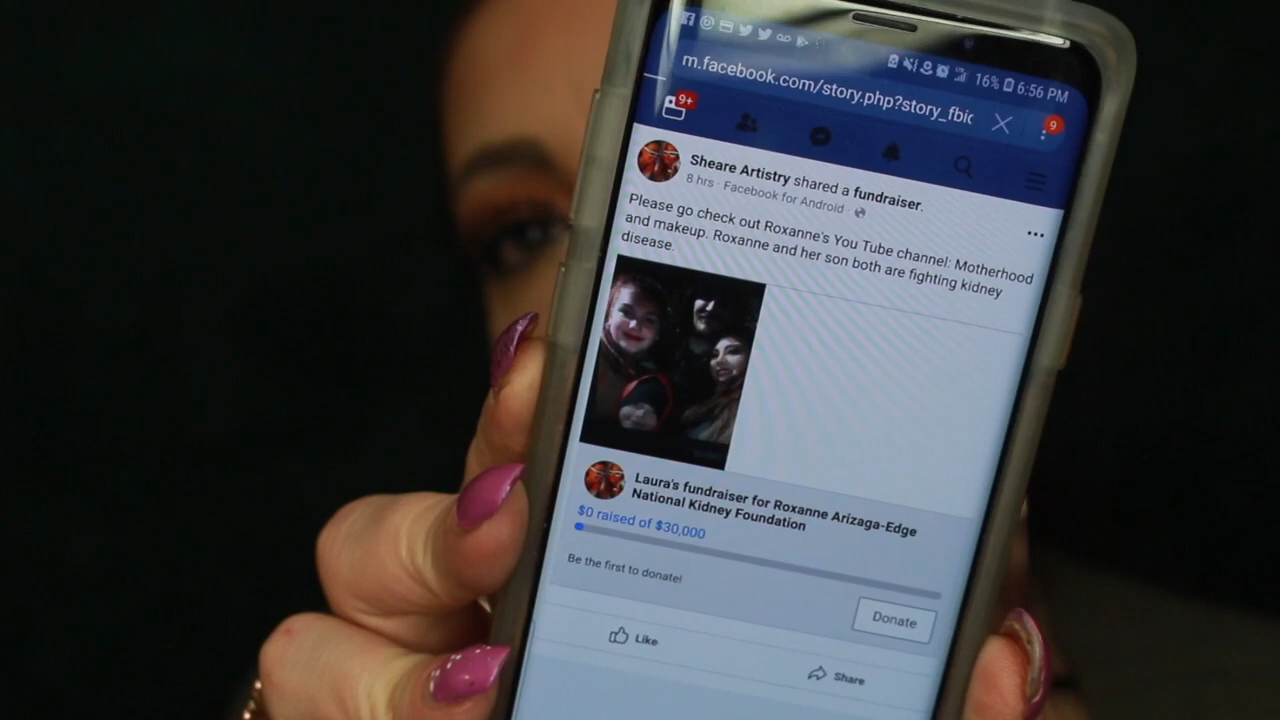 16% 6:56 PM
m.facebook.com/story.php?story_fbic
9
9+
Sheare Artistry shared a fundraiser.
8 hrs · Facebook for Android ·
Please go check out Roxanne's You Tube channel: Motherhood
and makeup. Roxanne and her son both are fighting kidney
disease.
Laura's fundraiser for Roxanne Arizaga-Edge
National Kidney Foundation
$0 raised of $30,000
Be the first to donate!
Donate
Like
Share